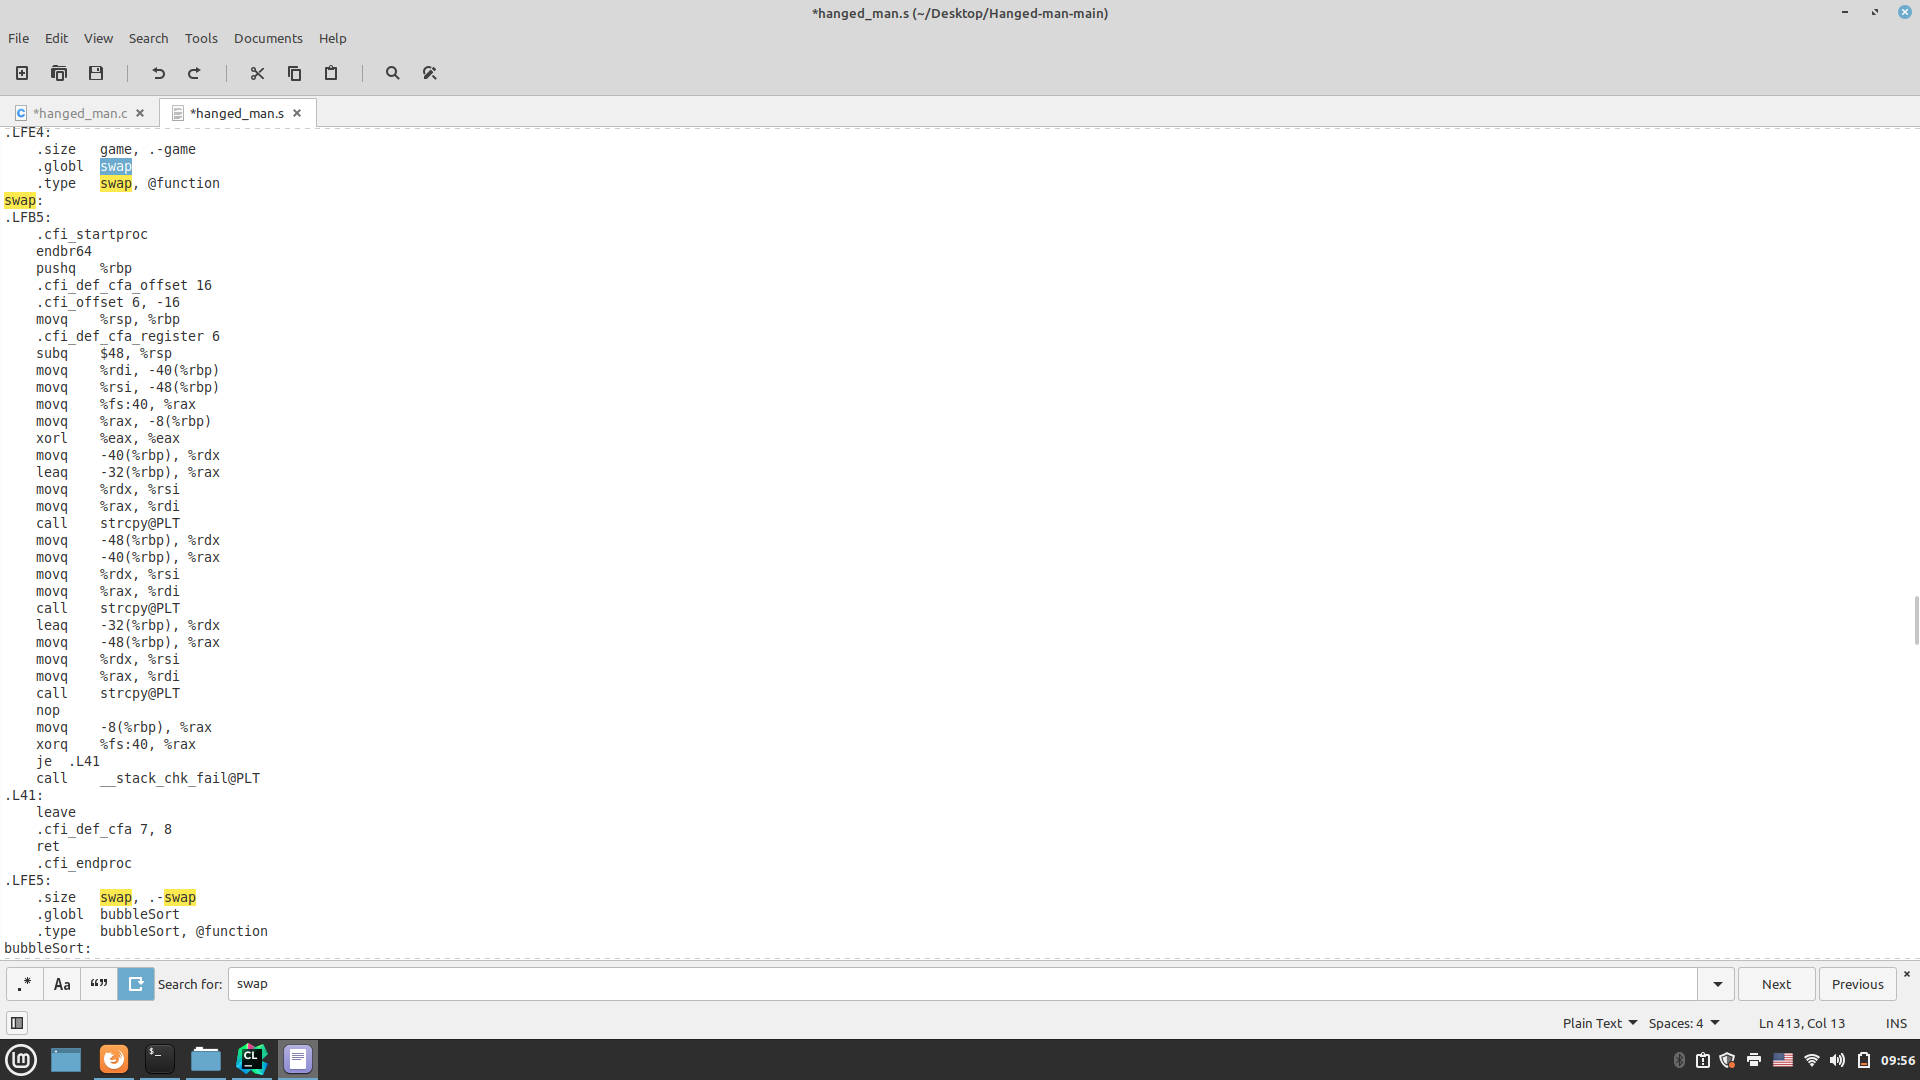 *hanged_man.s (~/Desktop/Hanged-man-main)
File Edit View Search Tools Documents Help
*hanged_man.c *hanged_man.s
.LFE4:
.size game, .-game
.globl swap
.type swap, @function
swap:
.LFB5:
.cfi_startproc
endbr64
pushq %rbp
.cfi_def_cfa_offset 16
.cfi_offset 6, -16
movq %rsp, %rbp
.cfi_def_cfa_register 6
subq $48, %rsp
movq %rdi, -40(%rbp)
movq %rsi, -48(%rbp)
movq %fs:40, %rax
movq %rax, -8(%rbp)
xorl %eax, %eax
movq -40(%rbp), %rdx
leaq -32(%rbp), %rax
movq %rdx, %rsi
movq %rax, %rdi
call strcpy@PLT
movq -48(%rbp), %rdx
movq -40(%rbp), %rax
movq %rdx, %rsi
movq %rax, %rdi
call strcpy@PLT
leaq -32(%rbp), %rdx
movq -48(%rbp), %rax
movq %rdx, %rsi
movq %rax, %rdi
call strcpy@PLT
nop
movq -8(%rbp), %rax
xorq %fs:40, %rax
je .L41
call __stack_chk_fail@PLT
.L41:
leave
.cfi_def_cfa 7, 8
ret
.cfi_endproc
.LFE5:
.size swap, .-swap
.globl bubbleSort
.type bubbleSort, @function
bubbleSort:
.* Aa “” Search for: swap Next Previous
Plain Text Spaces: 4 Ln 413, Col 13 INS
$_ CL 09:56